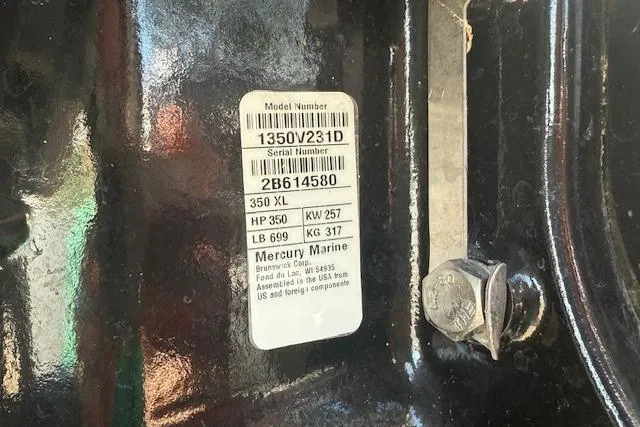 Model Number
1350V231D
Serial Number
2B614580
350 XL
HP 350 KW 257
LB 699 KG 317
Mercury Marine
Brunswick Corp.
Fond du Lac, WI 54935
Assembled in the USA from
US and foreign components